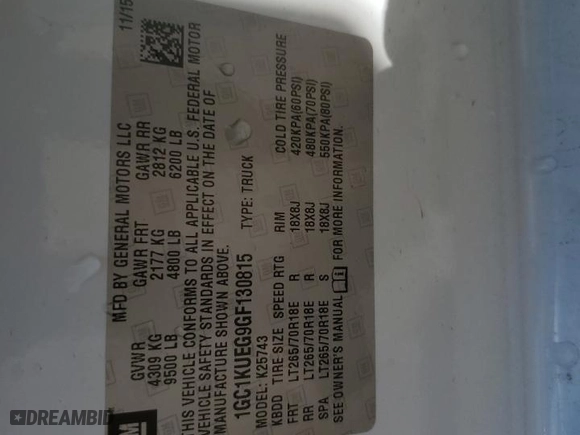 MFD BY GENERAL MOTORS LLC 11/15
GVWR GAWR FRT GAWR RR
4309 KG 2177 KG 2812 KG
9500 LB 4800 LB 6200 LB
THIS VEHICLE CONFORMS TO ALL APPLICABLE U.S. FEDERAL MOTOR
VEHICLE SAFETY STANDARDS IN EFFECT ON THE DATE OF
MANUFACTURE SHOWN ABOVE.
1GC1KUEG9GF130815 TYPE: TRUCK
MODEL: K25743
KBDD TIRE SIZE SPEED RTG RIM COLD TIRE PRESSURE
FRT LT265/70R18E R 18X8J 420KPA(60PSI)
RR LT265/70R18E R 18X8J 480KPA(70PSI)
SPA LT265/70R18E S 18X8J 550KPA(80PSI)
SEE OWNER'S MANUAL FOR MORE INFORMATION.
GM
DREAMBID